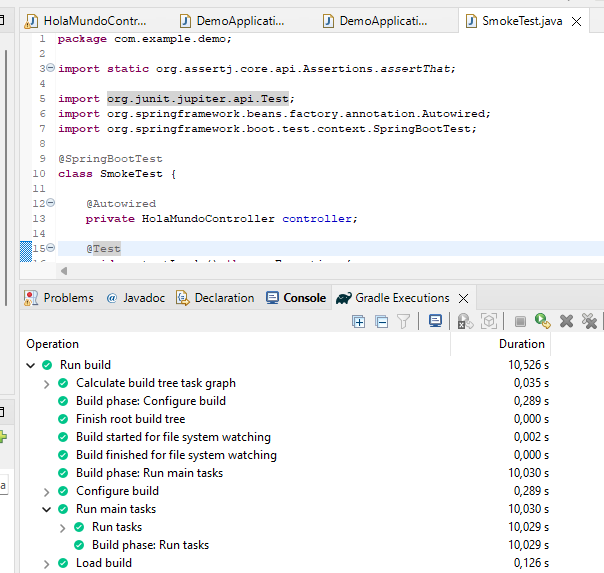 HolaMundoContr... DemoApplicati... DemoApplicati... SmokeTest.java
1 package com.example.demo;
2
3 import static org.assertj.core.api.Assertions.assertThat;
4
5 import org.junit.jupiter.api.Test;
6 import org.springframework.beans.factory.annotation.Autowired;
7 import org.springframework.boot.test.context.SpringBootTest;
8
9 @SpringBootTest
10 class SmokeTest {
11
12 @Autowired
13 private HolaMundoController controller;
14
15 @Test
Problems @ Javadoc Declaration Console Gradle Executions
Operation Duration
Run build 10,526 s
Calculate build tree task graph 0,035 s
Build phase: Configure build 0,289 s
Finish root build tree 0,000 s
Build started for file system watching 0,002 s
Build finished for file system watching 0,000 s
Build phase: Run main tasks 10,030 s
Configure build 0,289 s
Run main tasks 10,030 s
Run tasks 10,029 s
Build phase: Run tasks 10,029 s
Load build 0,126 s